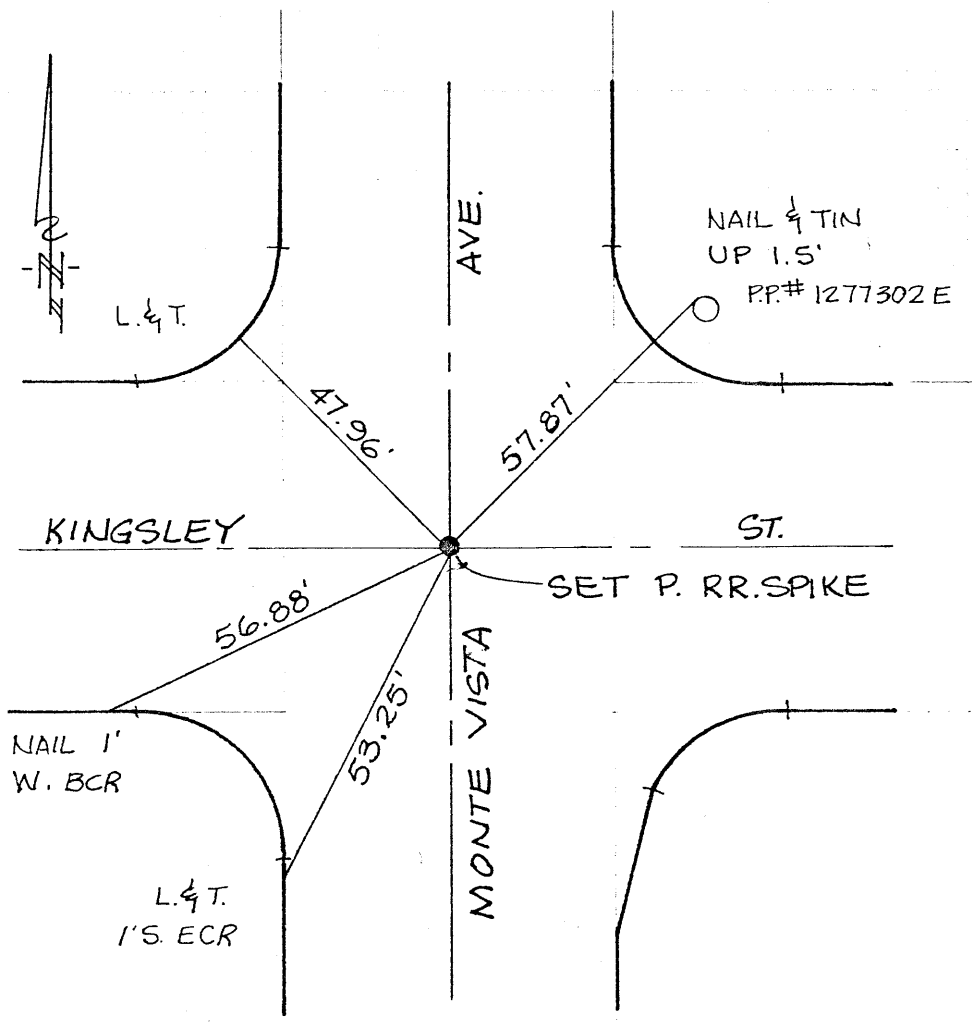 AVE.
NAIL & TIN
UP 1.5'
P.P.# 1277302E
N
L.&T.
47.96'
57.87'
KINGSLEY
ST.
SET P. RR.SPIKE
56.88'
53.25'
MONTE VISTA
NAIL 1'
W. BCR
L.&T.
1'S. ECR